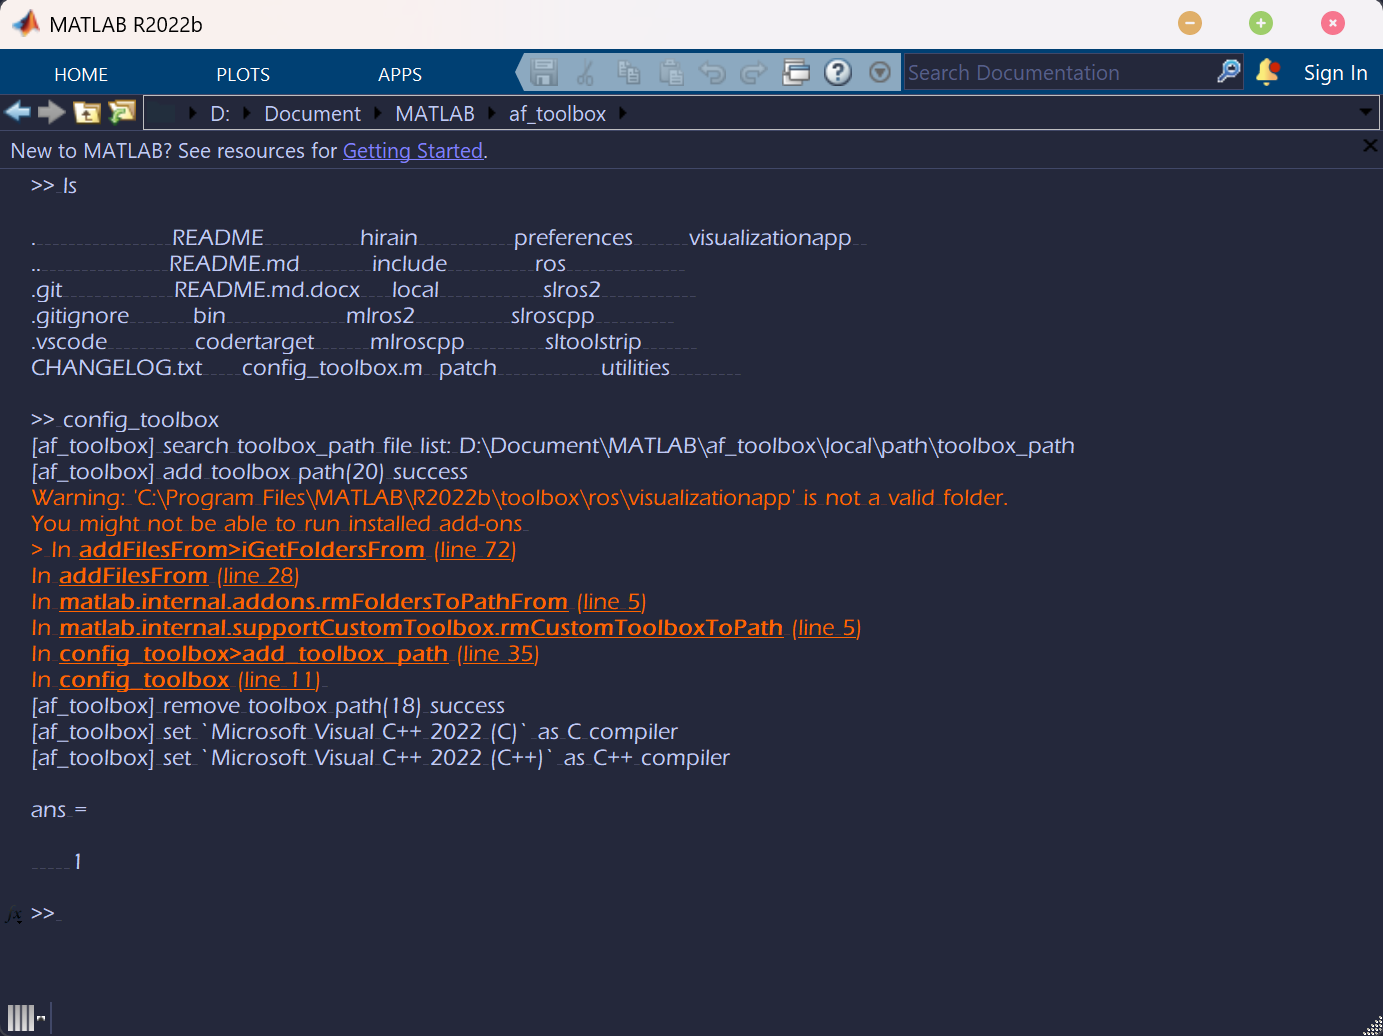 MATLAB R2022b
HOME PLOTS APPS Search Documentation Sign In
D: Document MATLAB af_toolbox
New to MATLAB? See resources for Getting Started.
>> ls
. README hirain preferences visualizationapp
.. README.md include ros
.git README.md.docx local slros2
.gitignore bin mlros2 slroscpp
.vscode codertarget mlroscpp sltoolstrip
CHANGELOG.txt config_toolbox.m patch utilities
>> config_toolbox
[af_toolbox] search toolbox_path file list: D:\Document\MATLAB\af_toolbox\local\path\toolbox_path
[af_toolbox] add toolbox path(20) success
Warning: 'C:\Program Files\MATLAB\R2022b\toolbox\ros\visualizationapp' is not a valid folder.
You might not be able to run installed add-ons
> In addFilesFrom>iGetFoldersFrom (line 72)
In addFilesFrom (line 28)
In matlab.internal.addons.rmFoldersToPathFrom (line 5)
In matlab.internal.supportCustomToolbox.rmCustomToolboxToPath (line 5)
In config_toolbox>add_toolbox_path (line 35)
In config_toolbox (line 11)
[af_toolbox] remove toolbox path(18) success
[af_toolbox] set `Microsoft Visual C++ 2022 (C)` as C compiler
[af_toolbox] set `Microsoft Visual C++ 2022 (C++)` as C++ compiler
ans =
1
fx >>